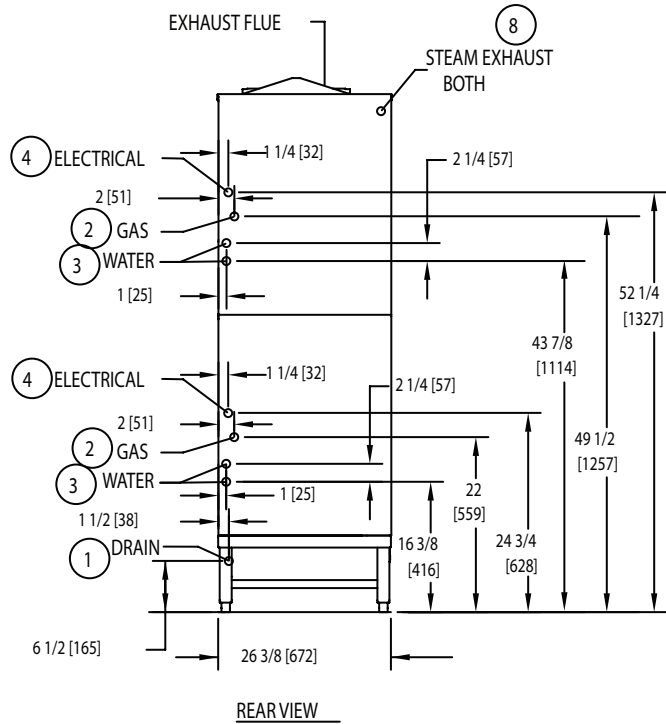 EXHAUST FLUE
8
STEAM EXHAUST
BOTH
4 ELECTRICAL
1 1/4 [32]
2 1/4 [57]
2 [51]
2 GAS
3 WATER
1 [25]
52 1/4
[1327]
43 7/8
[1114]
4 ELECTRICAL
1 1/4 [32]
2 1/4 [57]
2 [51]
49 1/2
[1257]
2 GAS
3 WATER
1 [25]
22
[559]
1 1/2 [38]
16 3/8
[416]
24 3/4
[628]
1 DRAIN
6 1/2 [165]
26 3/8 [672]
REAR VIEW